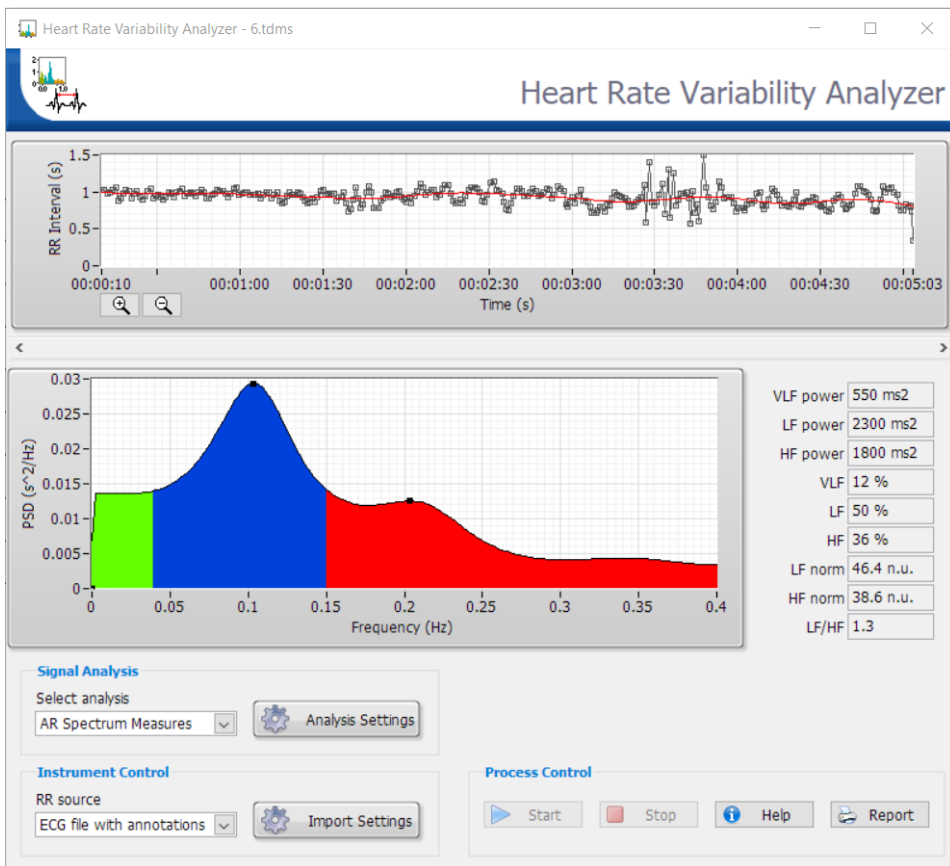 Heart Rate Variability Analyzer - 6.tdms
2
1
0
0.0 1.0
Heart Rate Variability Analyzer
RR Interval (s)
1.5
1
0.5
0
00:00:10 00:01:00 00:01:30 00:02:00 00:02:30 00:03:00 00:03:30 00:04:00 00:04:30 00:05:03
Time (s)
PSD (s^2/Hz)
0.03
0.025
0.02
0.015
0.01
0.005
0
0 0.05 0.1 0.15 0.2 0.25 0.3 0.35 0.4
Frequency (Hz)
VLF power 550 ms2
LF power 2300 ms2
HF power 1800 ms2
VLF 12 %
LF 50 %
HF 36 %
LF norm 46.4 n.u.
HF norm 38.6 n.u.
LF/HF 1.3
Signal Analysis
Select analysis
AR Spectrum Measures
Analysis Settings
Instrument Control
RR source
ECG file with annotations
Import Settings
Process Control
Start Stop Help Report